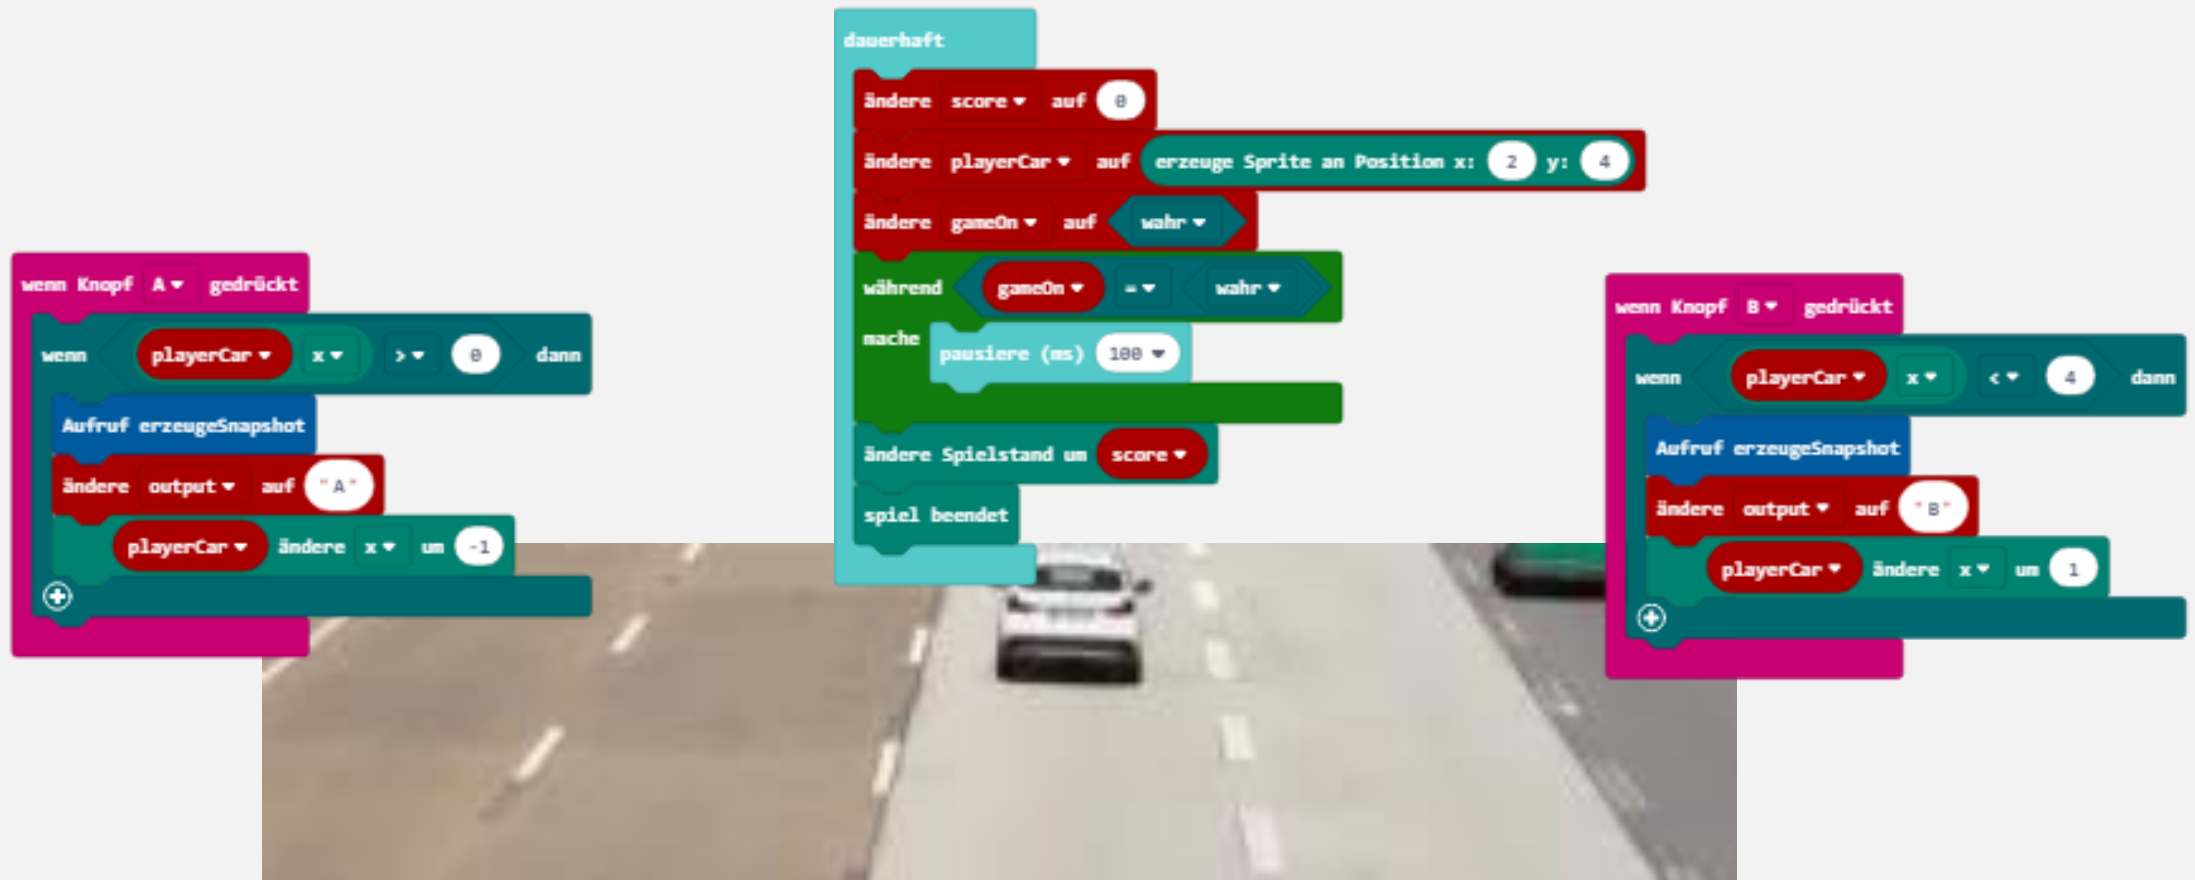 wenn Knopf A gedrückt
wenn playerCar x > 0 dann
Aufruf erzeugeSnapshot
ändere output auf "A"
playerCar ändere x um -1
dauerhaft
ändere score auf 0
ändere playerCar auf erzeuge Sprite an Position x: 2 y: 4
ändere gameOn auf wahr
während gameOn = wahr
mache pausiere (ms) 100
ändere Spielstand um score
spiel beendet
wenn Knopf B gedrückt
wenn playerCar x < 4 dann
Aufruf erzeugeSnapshot
ändere output auf "B"
playerCar ändere x um 1